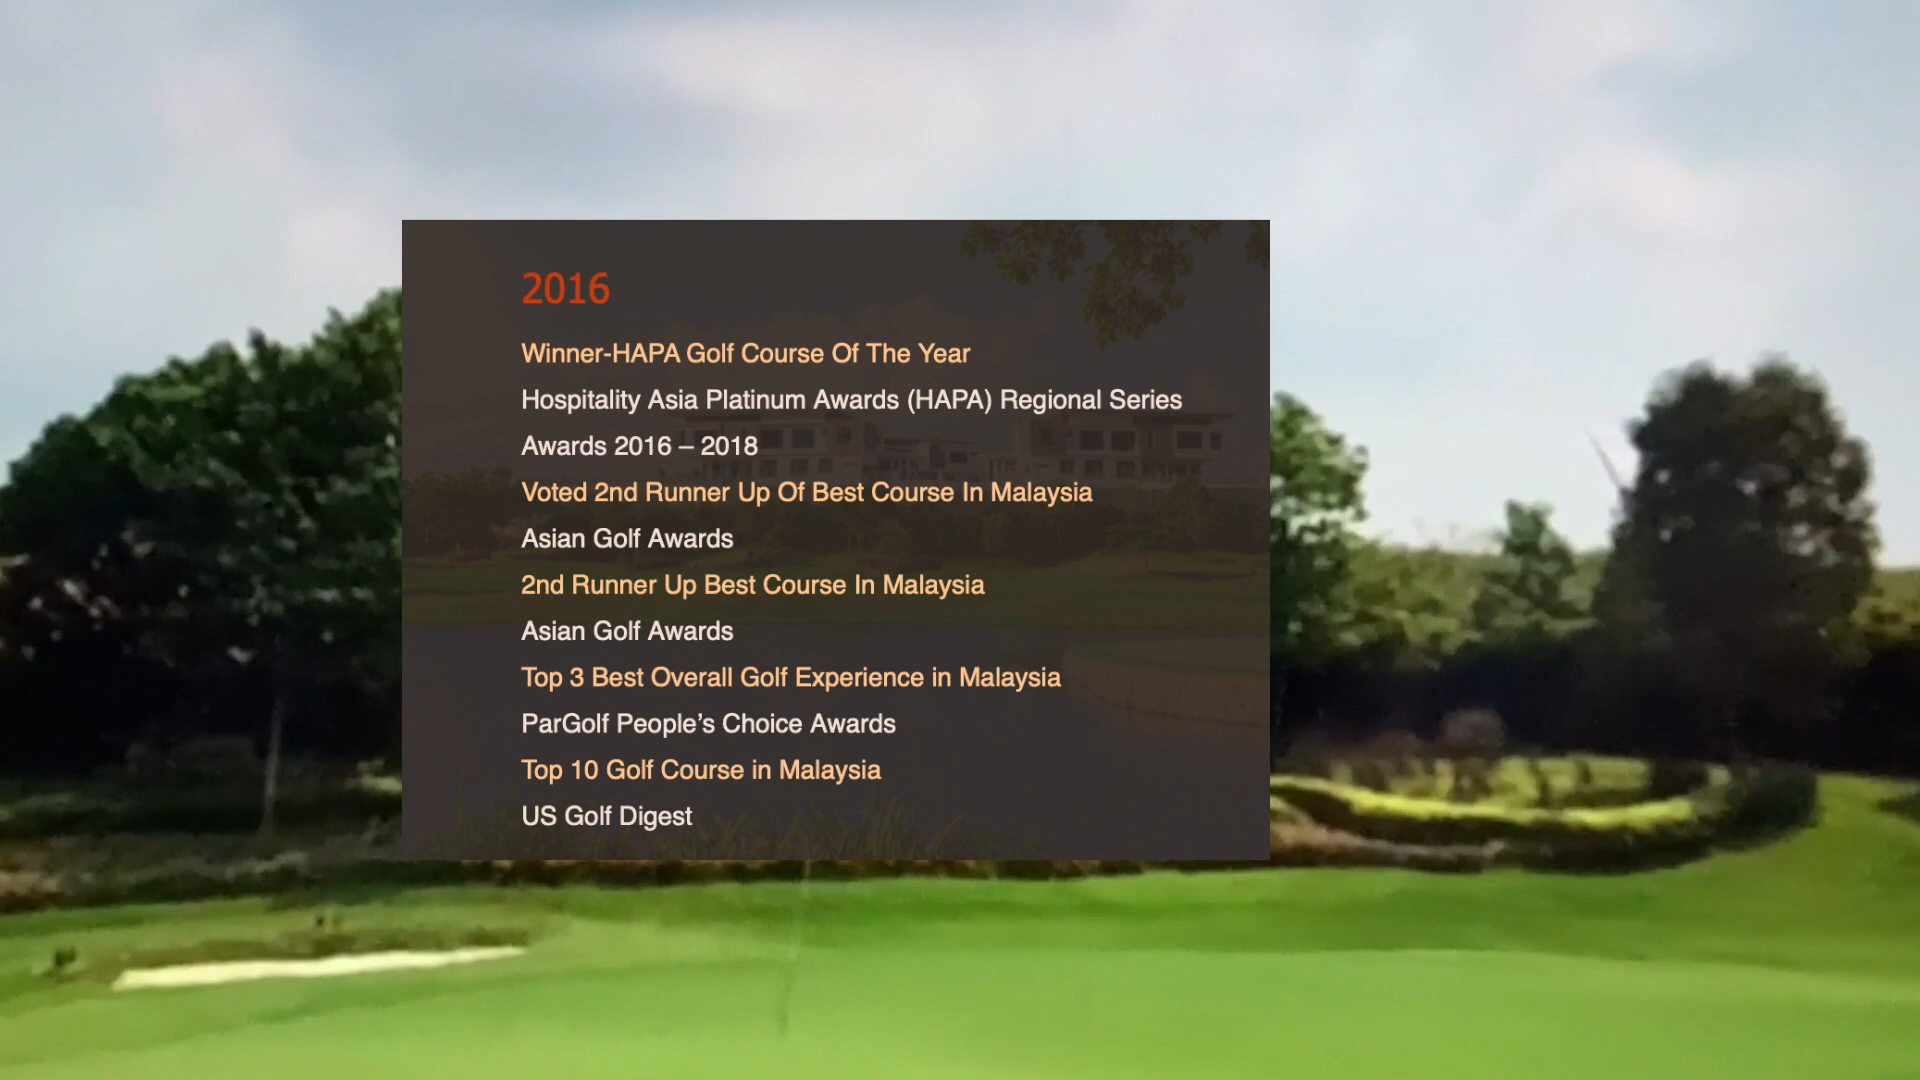 2016
Winner-HAPA Golf Course Of The Year
Hospitality Asia Platinum Awards (HAPA) Regional Series
Awards 2016 – 2018
Voted 2nd Runner Up Of Best Course In Malaysia
Asian Golf Awards
2nd Runner Up Best Course In Malaysia
Asian Golf Awards
Top 3 Best Overall Golf Experience in Malaysia
ParGolf People’s Choice Awards
Top 10 Golf Course in Malaysia
US Golf Digest